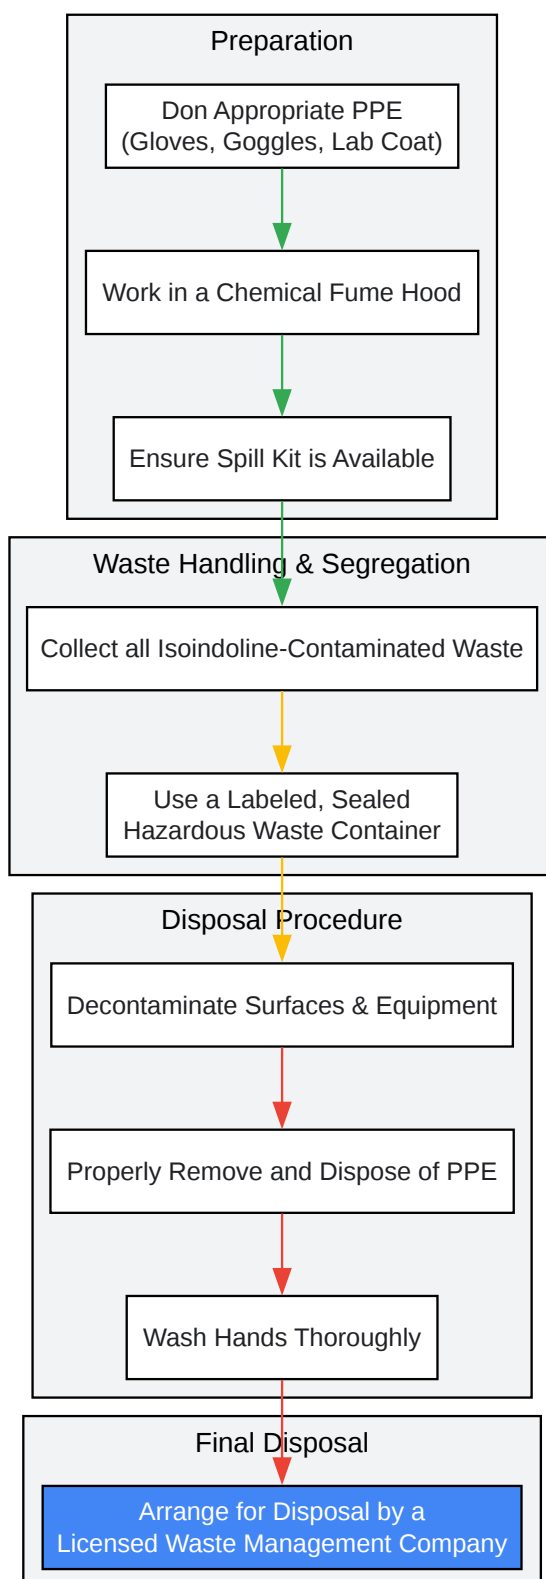 Preparation
Don Appropriate PPE
(Gloves, Goggles, Lab Coat)
Work in a Chemical Fume Hood
Ensure Spill Kit is Available
Waste Handling & Segregation
Collect all Isoindoline-Contaminated Waste
Use a Labeled, Sealed
Hazardous Waste Container
Disposal Procedure
Decontaminate Surfaces & Equipment
Properly Remove and Dispose of PPE
Wash Hands Thoroughly
Final Disposal
Arrange for Disposal by a
Licensed Waste Management Company